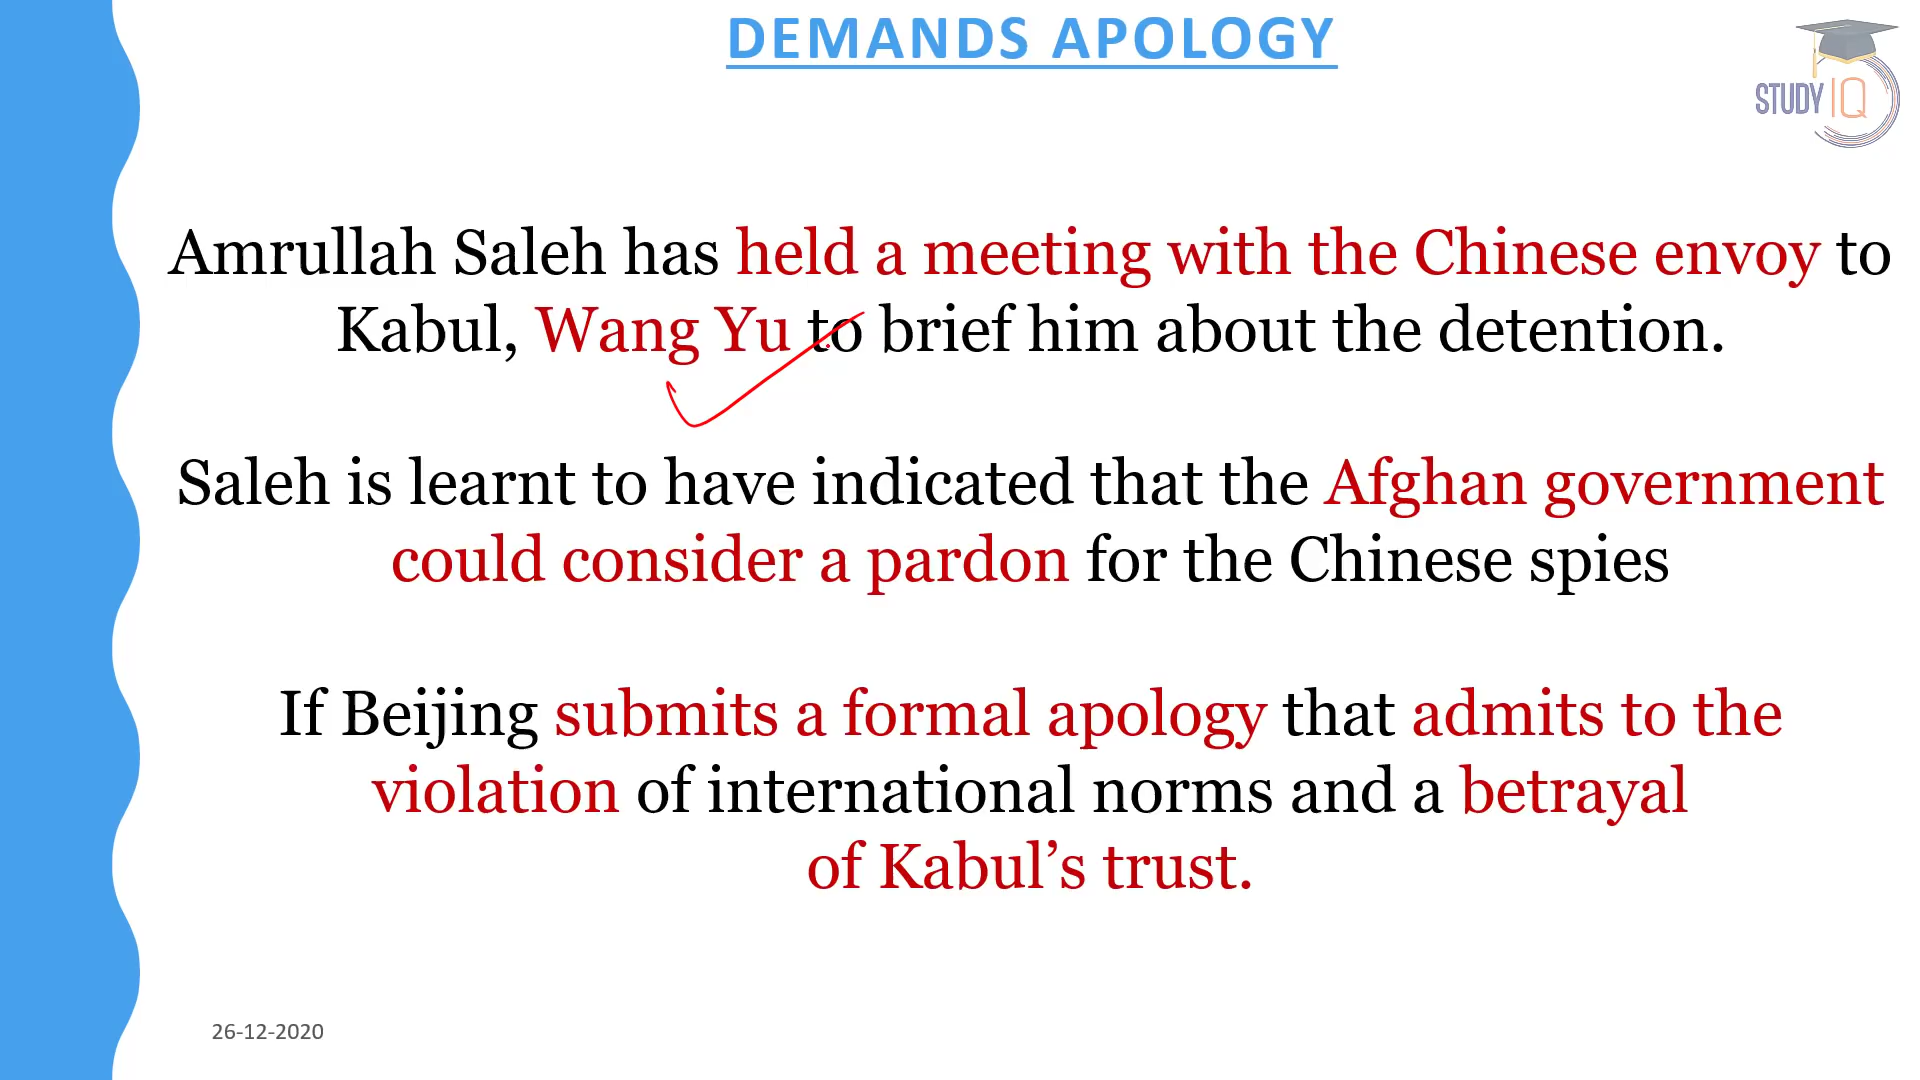 DEMANDS APOLOGY
STUDY IQ
Amrullah Saleh has held a meeting with the Chinese envoy to
Kabul, Wang Yu to brief him about the detention.
Saleh is learnt to have indicated that the Afghan government
could consider a pardon for the Chinese spies
If Beijing submits a formal apology that admits to the
violation of international norms and a betrayal
of Kabul’s trust.
26-12-2020